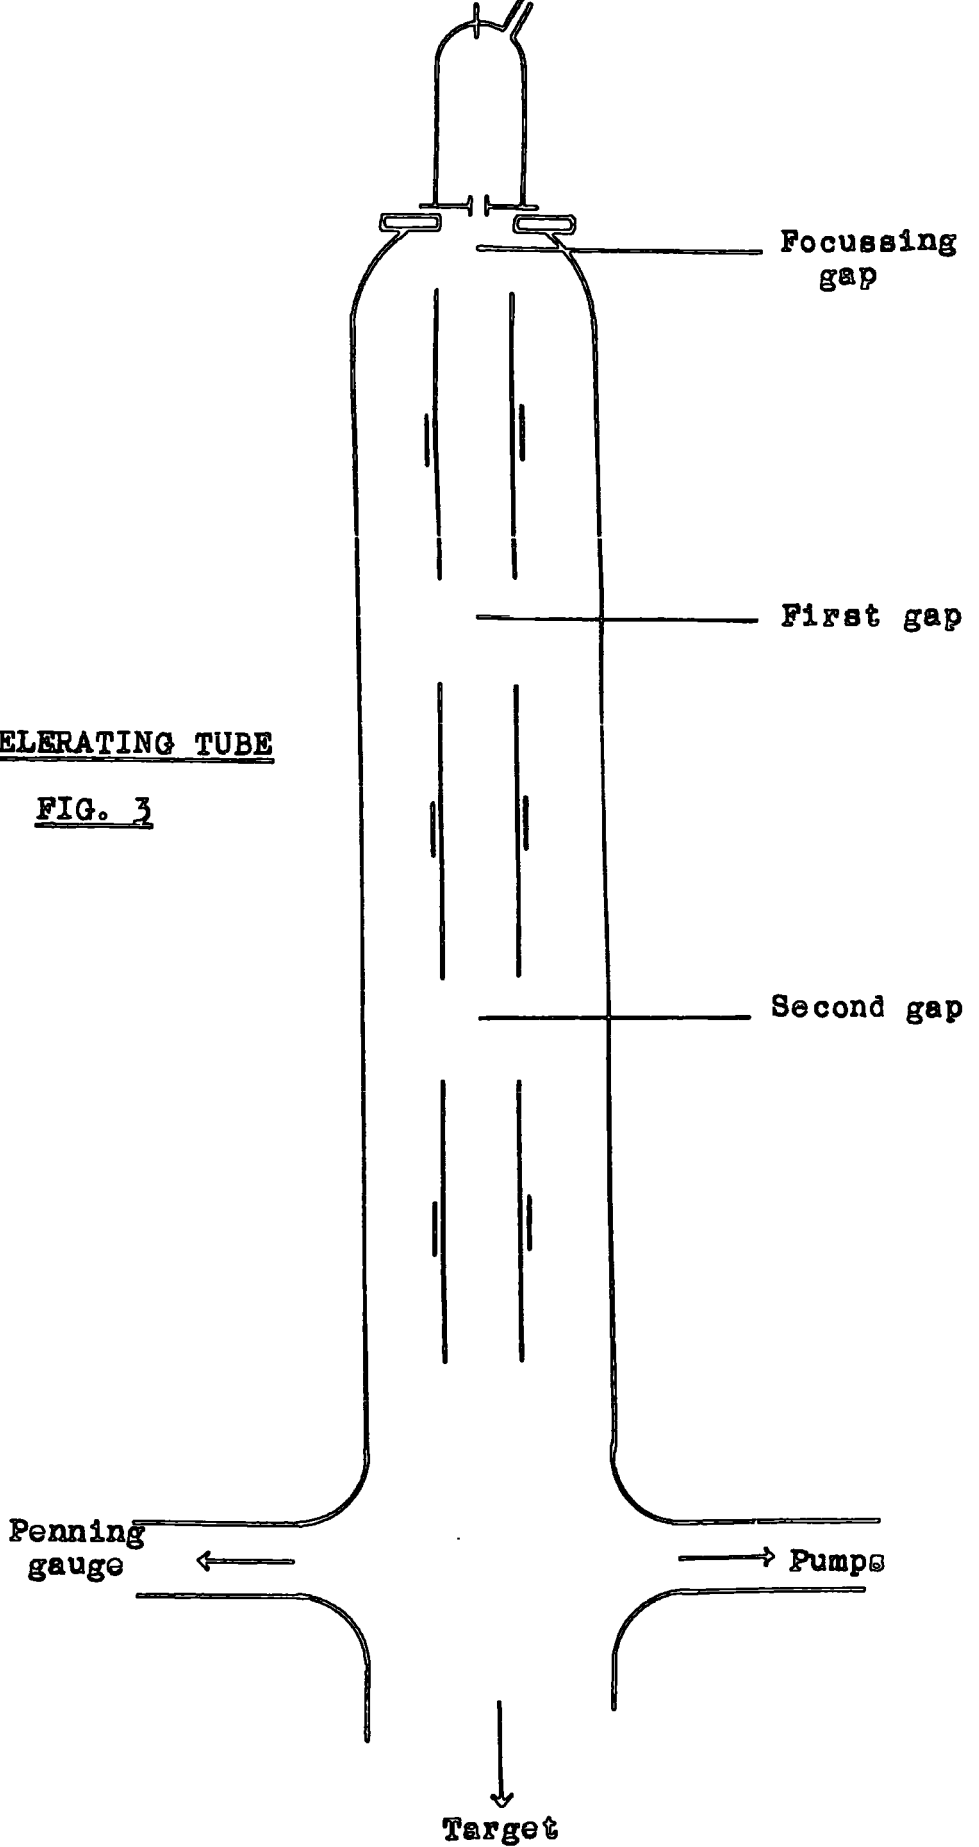 Focussing
gap
First gap
ELERATING TUBE
FIG. 3
Second gap
Penning
gauge
Pumps
Target